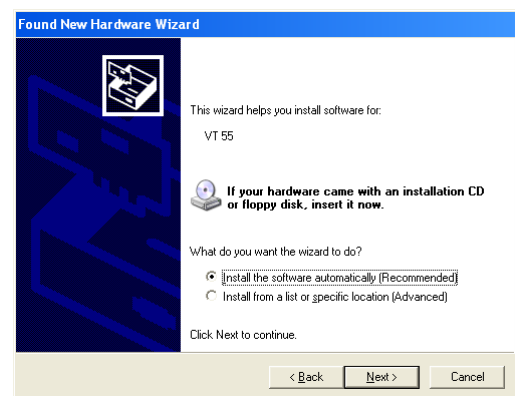 Found New Hardware Wizard
This wizard helps you install software for:
VT 55
If your hardware came with an installation CD
or floppy disk, insert it now.
What do you want the wizard to do?
Install the software automatically (Recommended)
Install from a list or specific location (Advanced)
Click Next to continue.
< Back Next > Cancel